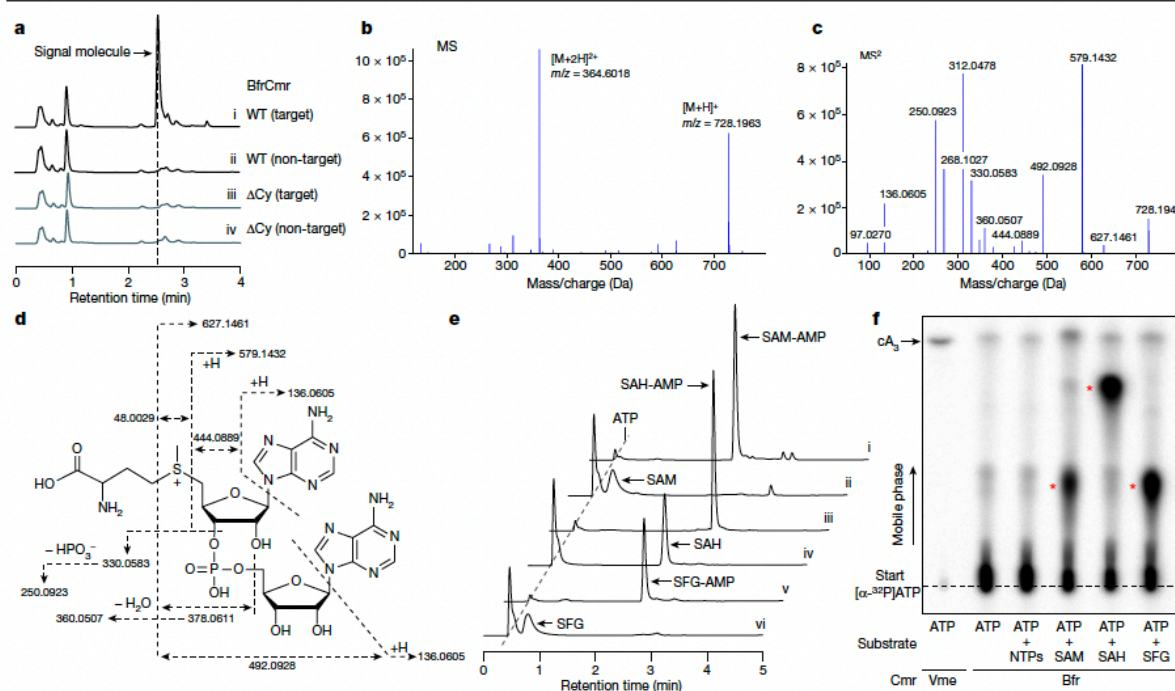 a
Signal molecule
BfrCmr
i WT (target)
ii WT (non-target)
iii ΔCy (target)
iv ΔCy (non-target)
0 1 2 3 4
Retention time (min)
b
MS
[M+2H]²⁺
m/z = 364.6018
[M+H]⁺
m/z = 728.1963
10 × 10⁵
8 × 10⁵
6 × 10⁵
4 × 10⁵
2 × 10⁵
0
200 300 400 500 600 700
Mass/charge (Da)
c
MS²
579.1432
312.0478
250.0923
268.1027
330.0583
492.0928
136.0605
360.0507
444.0889
97.0270
728.194
627.1461
8 × 10⁵
6 × 10⁵
4 × 10⁵
2 × 10⁵
0
100 200 300 400 500 600 700
Mass/charge (Da)
d
627.1461
579.1432
+H
+H
136.0605
48.0029
444.0889
NH₂
N
N
N
N
O
HO
NH₂
S
+
O
O
OH
O=P
O
OH
NH₂
N
N
N
N
O
OH OH
– HPO₃⁻
330.0583
250.0923
– H₂O
360.0507
378.0611
492.0928
+H
136.0605
e
SAM-AMP
SAH-AMP
ATP
i
SAM
ii
iii
SAH
iv
SFG-AMP
v
SFG
vi
0 1 2 3 4 5
Retention time (min)
f
cA₃
*
*
*
Mobile phase
Start
[α-³²P]ATP
Substrate
ATP
ATP
ATP + NTPs
ATP + SAM
ATP + SAH
ATP + SFG
Cmr Vme Bfr